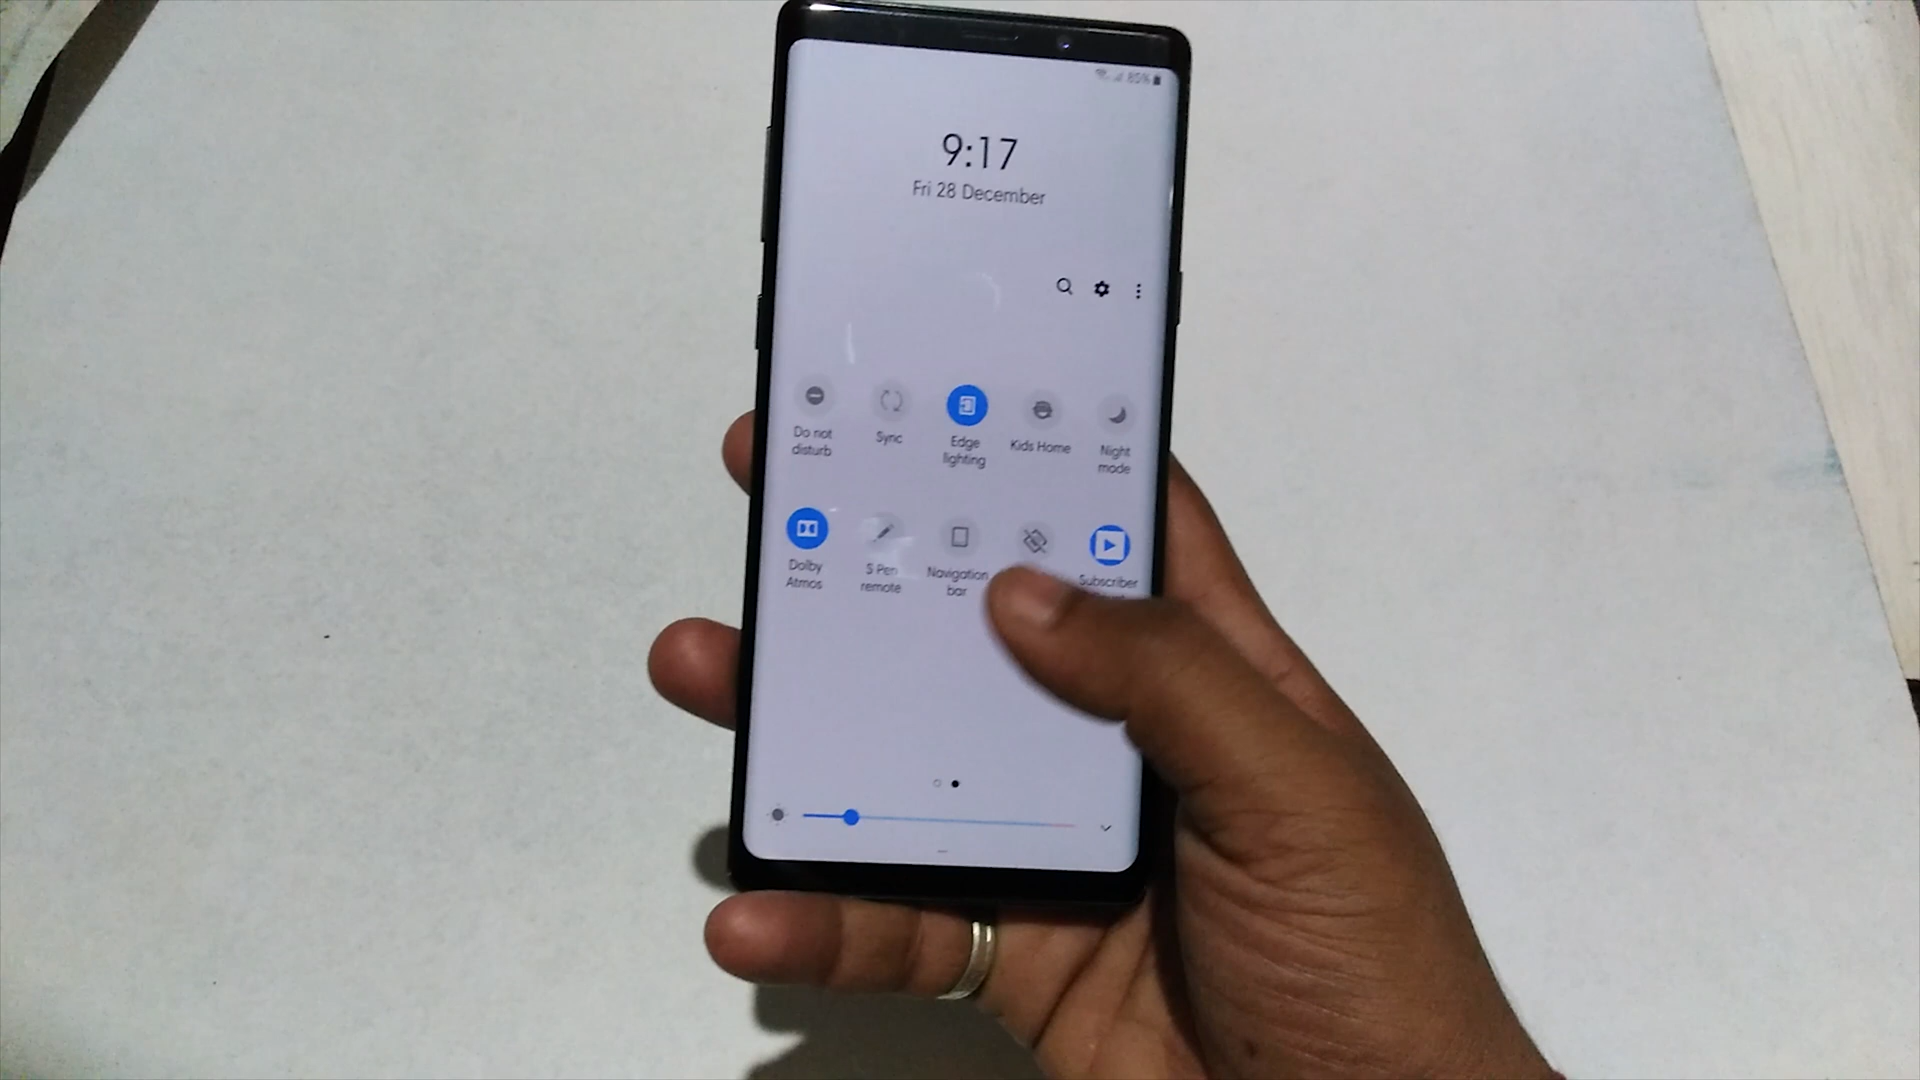 85%
9:17
Fri 28 December
Do not
disturb
Sync
Edge
lighting
Kids Home
Night
mode
Dolby
Atmos
S Pen
remote
Navigation
bar
Subscriber